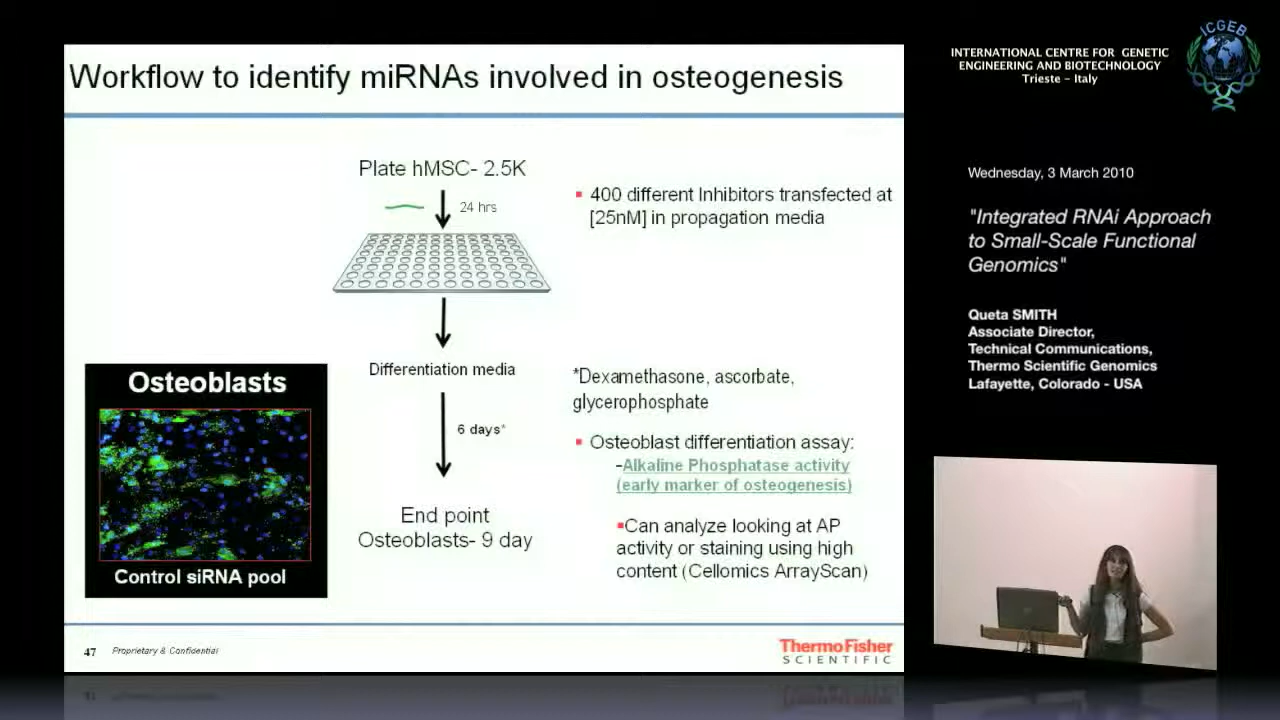 Workflow to identify miRNAs involved in osteogenesis
Plate hMSC- 2.5K
24 hrs
▪ 400 different Inhibitors transfected at
[25nM] in propagation media
Differentiation media
6 days*
End point
Osteoblasts- 9 day
*Dexamethasone, ascorbate,
glycerophosphate
▪ Osteoblast differentiation assay:
-Alkaline Phosphatase activity
(early marker of osteogenesis)
▪Can analyze looking at AP
activity or staining using high
content (Cellomics ArrayScan)
Osteoblasts
Control siRNA pool
47 Proprietary & Confidential
ThermoFisher
SCIENTIFIC
INTERNATIONAL CENTRE FOR GENETIC
ENGINEERING AND BIOTECHNOLOGY
Trieste - Italy
ICGEB
Wednesday, 3 March 2010
"Integrated RNAi Approach
to Small-Scale Functional
Genomics"
Queta SMITH
Associate Director,
Technical Communications,
Thermo Scientific Genomics
Lafayette, Colorado - USA